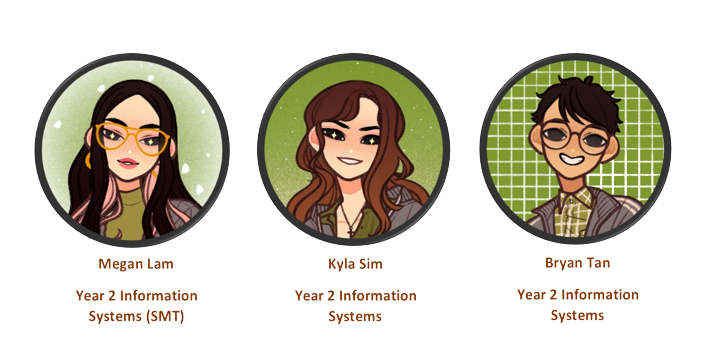 Megan Lam
Year 2 Information
Systems (SMT)
Kyla Sim
Year 2 Information
Systems
Bryan Tan
Year 2 Information
Systems